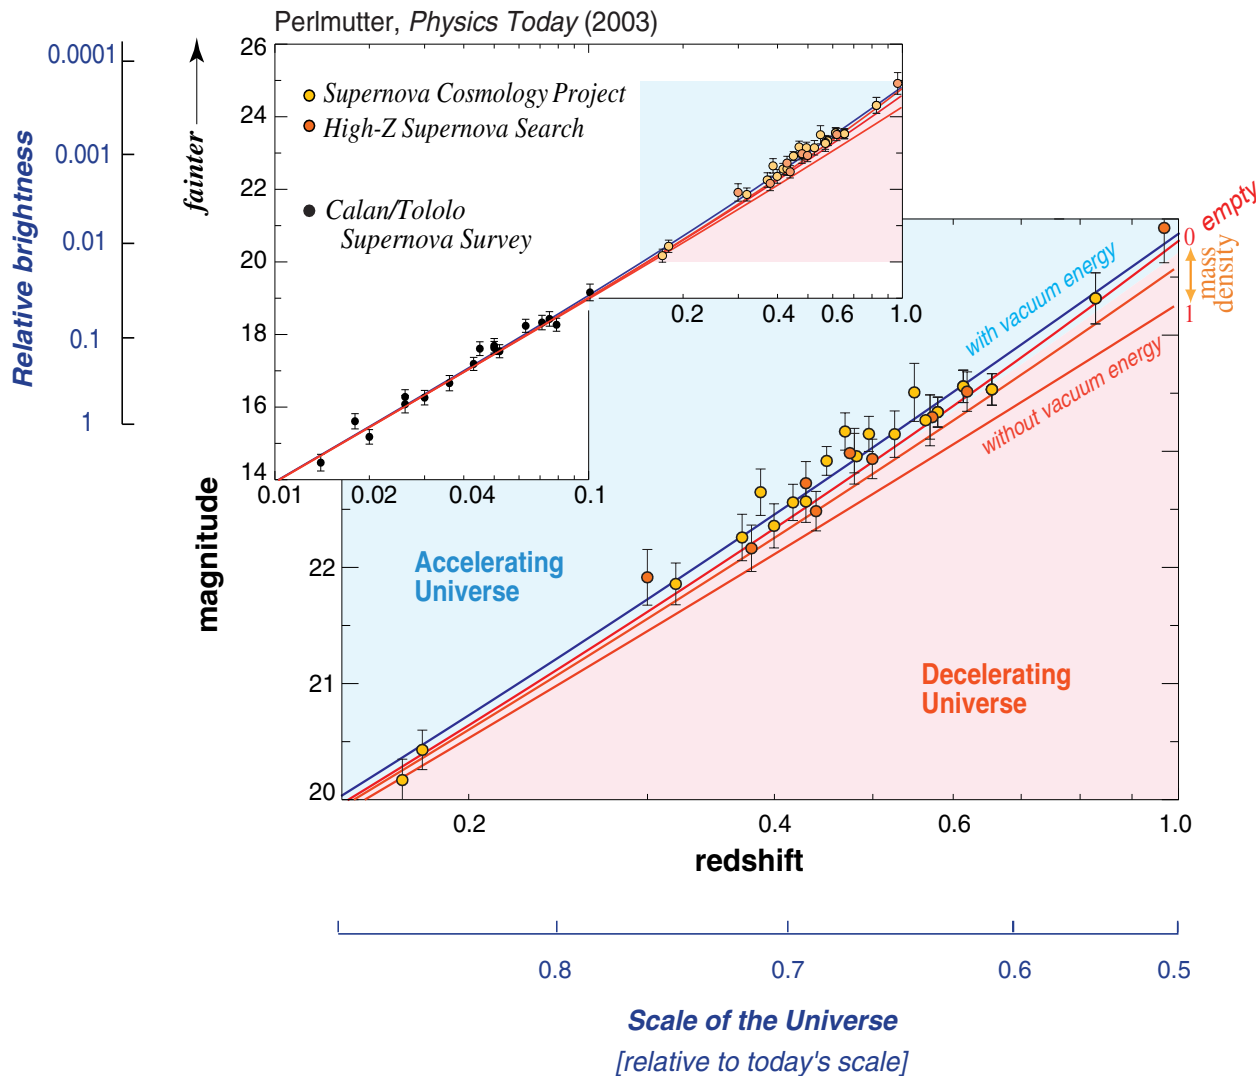 Perlmutter, Physics Today (2003)
0.0001
0.001
0.01
0.1
1
Relative brightness
fainter
magnitude
26
24
22
20
18
16
14
Supernova Cosmology Project
High-Z Supernova Search
Calan/Tololo
Supernova Survey
0.2
0.4
0.6
1.0
0.01
0.02
0.04
0.1
empty
0
mass
density
1
with vacuum energy
without vacuum energy
Accelerating
Universe
Decelerating
Universe
22
21
20
0.2
0.4
0.6
1.0
redshift
0.8
0.7
0.6
0.5
Scale of the Universe
[relative to today's scale]